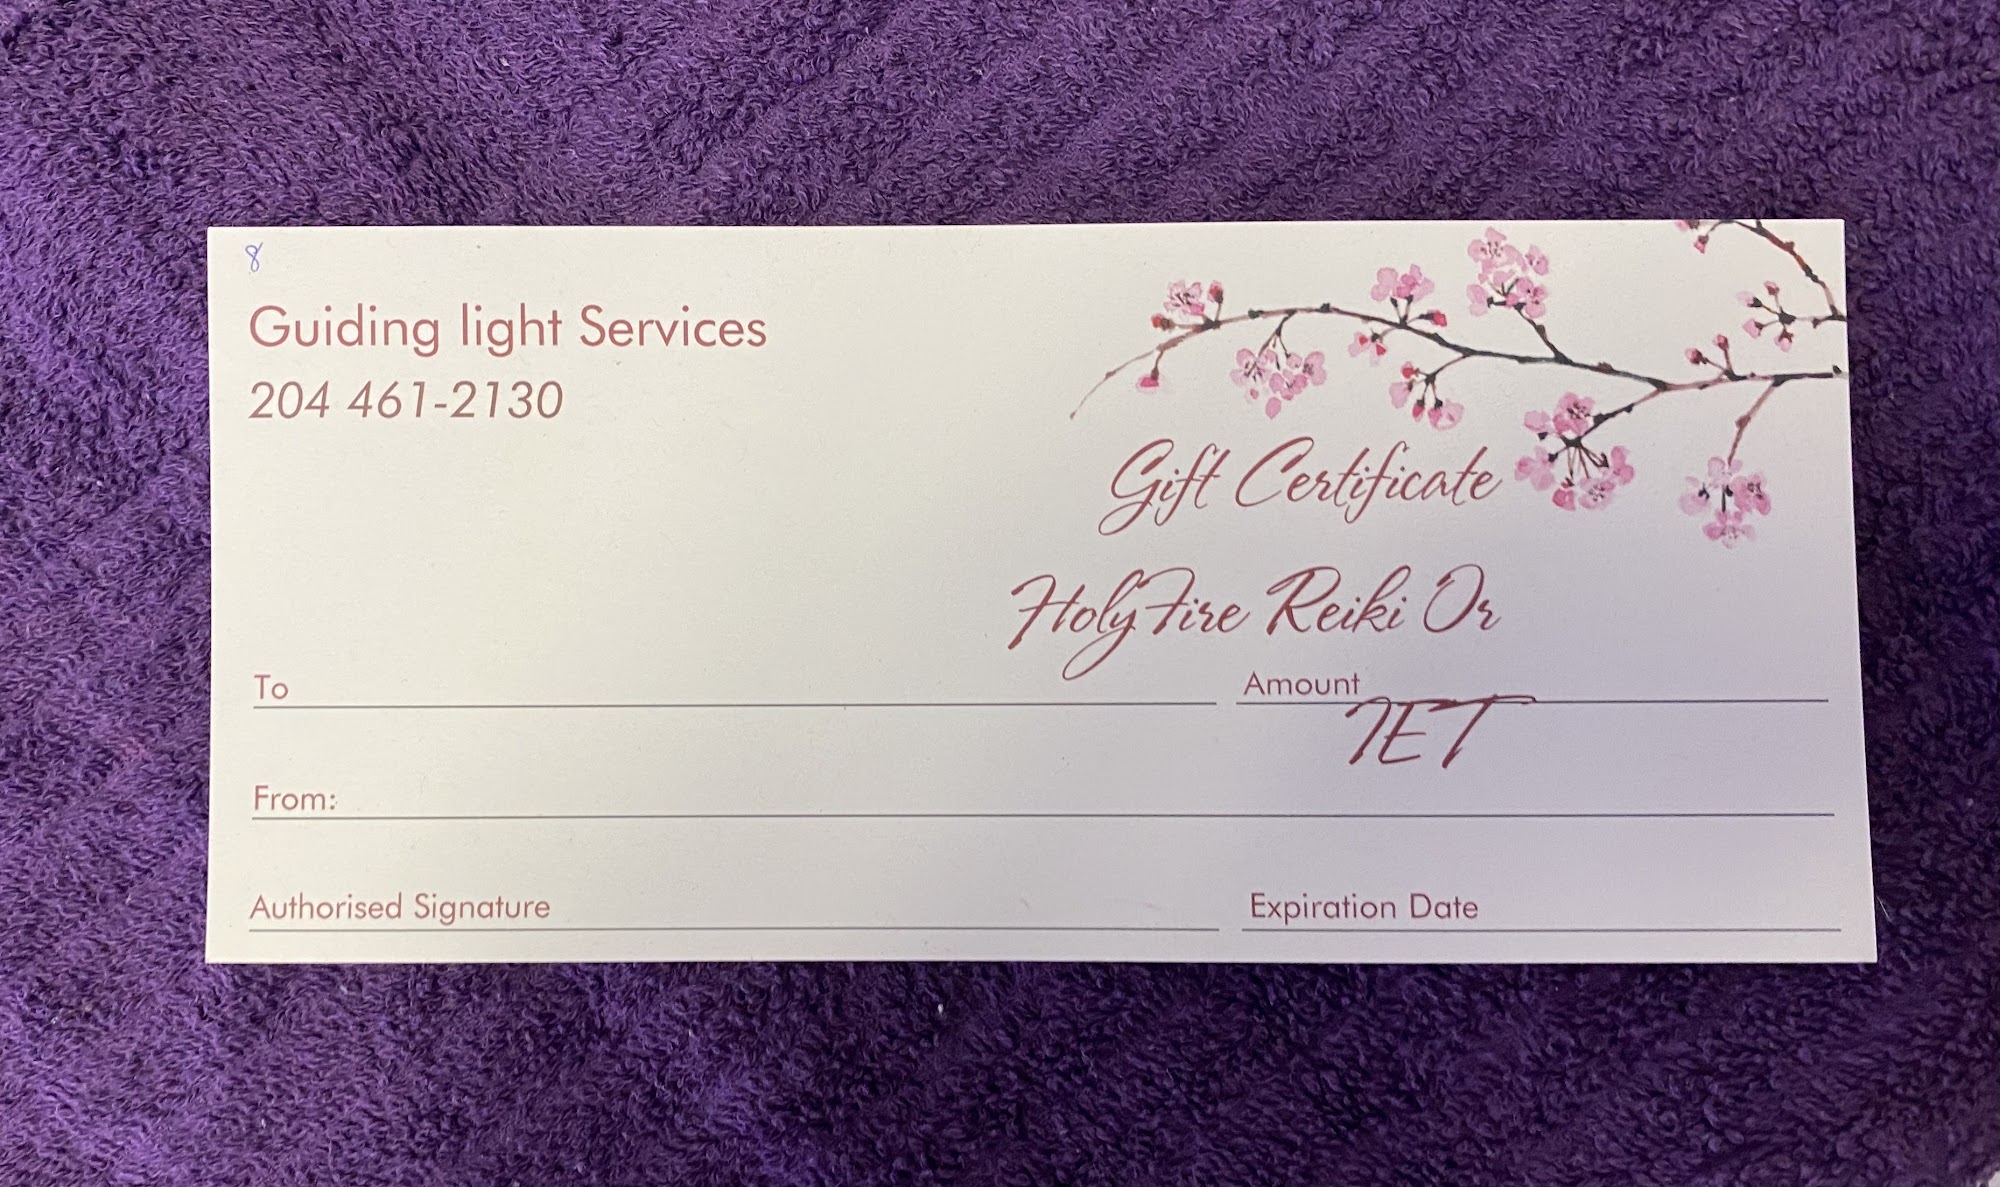 8
Guiding light Services
204 461-2130
Gift Certificate
HolyFire Reiki Or
To
Amount
IET
From:
Authorised Signature
Expiration Date